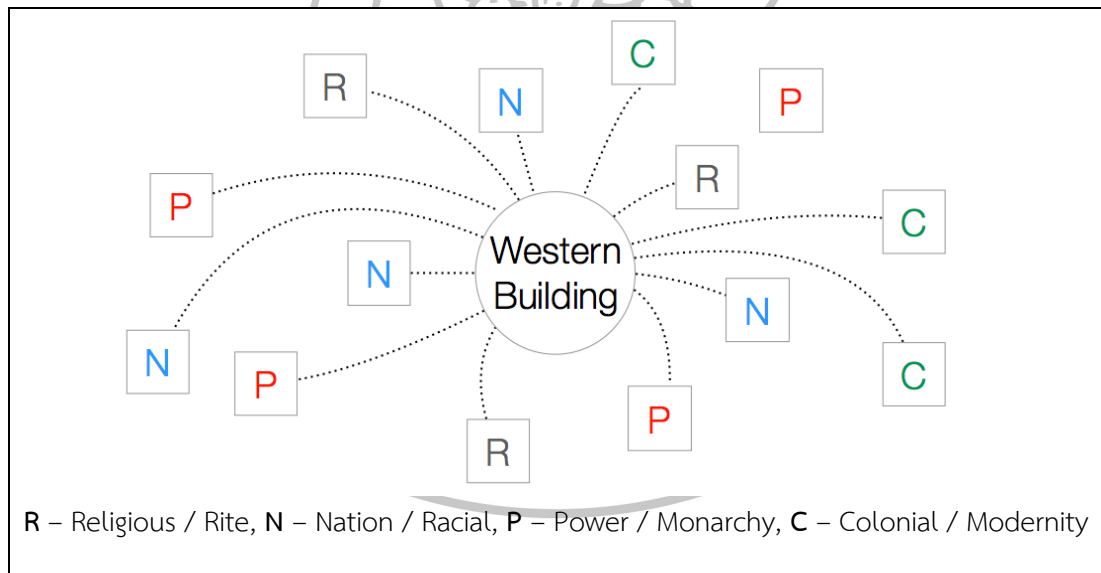 C
R
N
P
R
P
C
Western
Building
N
N
N
C
P
P
R
R – Religious / Rite, N – Nation / Racial, P – Power / Monarchy, C – Colonial / Modernity